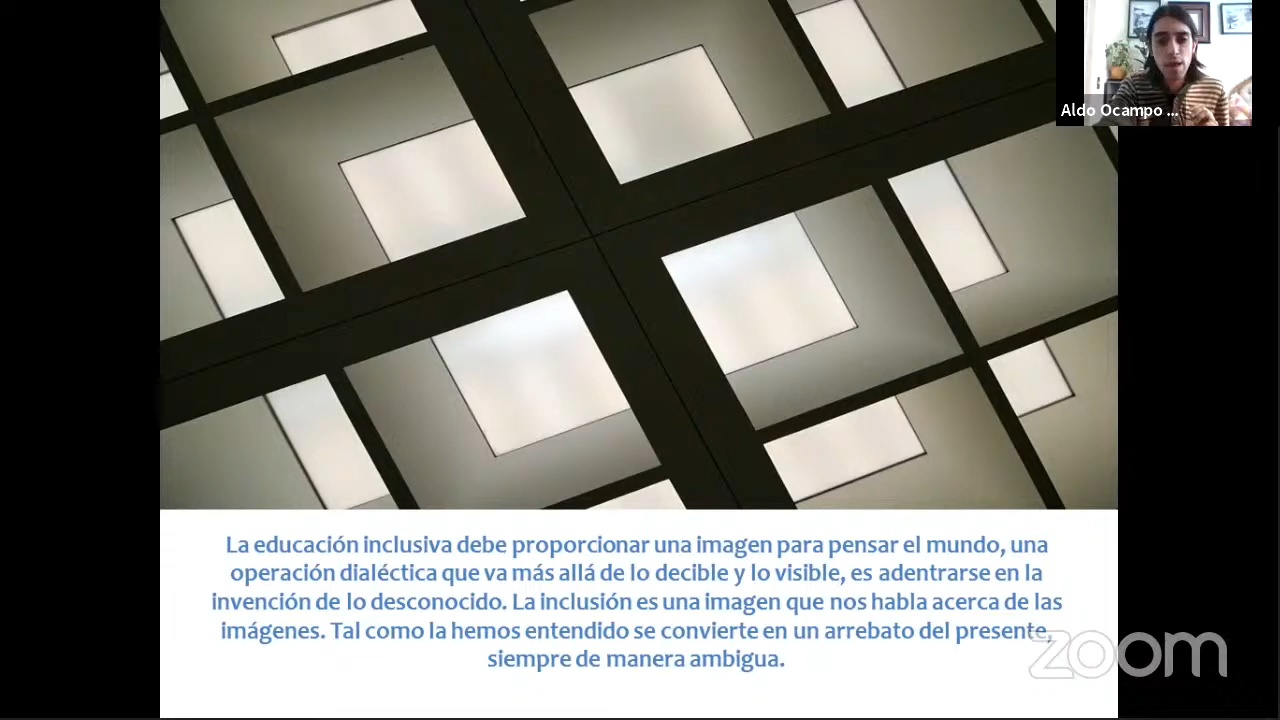 Aldo Ocampo ...
La educación inclusiva debe proporcionar una imagen para pensar el mundo, una
operación dialéctica que va más allá de lo decible y lo visible, es adentrarse en la
invención de lo desconocido. La inclusión es una imagen que nos habla acerca de las
imágenes. Tal como la hemos entendido se convierte en un arrebato del presente,
siempre de manera ambigua.
zoom